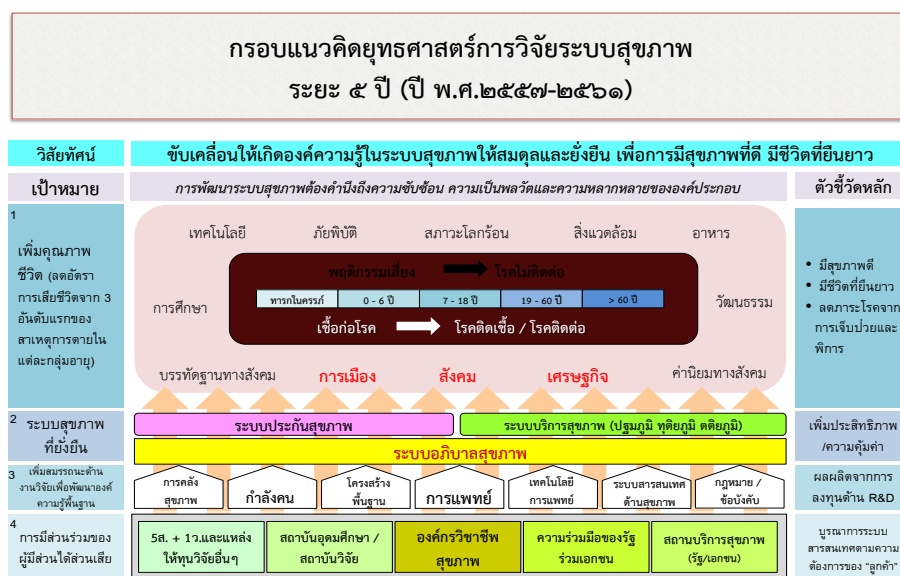 กรอบแนวคิดยุทธศาสตร์การวิจัยระบบสุขภาพ
ระยะ ๕ ปี (ปี พ.ศ.๒๕๕๗-๒๕๖๑)
วิสัยทัศน์
ขับเคลื่อนให้เกิดองค์ความรู้ในระบบสุขภาพให้สมดุลและยั่งยืน เพื่อการมีสุขภาพที่ดี มีชีวิตที่ยืนยาว
เป้าหมาย
การพัฒนาระบบสุขภาพต้องคำนึงถึงความซับซ้อน ความเป็นพลวัตและความหลากหลายขององค์ประกอบ
ตัวชี้วัดหลัก
1
เพิ่มคุณภาพ
ชีวิต (ลดอัตรา
การเสียชีวิตจาก 3
อันดับแรกของ
สาเหตุการตายใน
แต่ละกลุ่มอายุ)
เทคโนโลยี ภัยพิบัติ สภาวะโลกร้อน สิ่งแวดล้อม อาหาร
การศึกษา
พฤติกรรมเสี่ยง โรคไม่ติดต่อ
ทารกในครรภ์ 0 - 6 ปี 7 - 18 ปี 19 - 60 ปี > 60 ปี
เชื้อก่อโรค โรคติดเชื้อ / โรคติดต่อ
วัฒนธรรม
บรรทัดฐานทางสังคม การเมือง สังคม เศรษฐกิจ ค่านิยมทางสังคม
• มีสุขภาพดี
• มีชีวิตที่ยืนยาว
• ลดภาระโรคจาก
การเจ็บป่วยและ
พิการ
2 ระบบสุขภาพ
ที่ยั่งยืน
ระบบประกันสุขภาพ
ระบบบริการสุขภาพ (ปฐมภูมิ ทุติยภูมิ ตติยภูมิ)
ระบบอภิบาลสุขภาพ
เพิ่มประสิทธิภาพ
/ความคุ้มค่า
3 เพิ่มสมรรถนะด้าน
งานวิจัยเพื่อพัฒนาองค์
ความรู้พื้นฐาน
การคลัง
สุขภาพ
กำลังคน
โครงสร้าง
พื้นฐาน
การแพทย์
เทคโนโลยี
การแพทย์
ระบบสารสนเทศ
ด้านสุขภาพ
กฎหมาย /
ข้อบังคับ
ผลผลิตจากการ
ลงทุนด้าน R&D
4
การมีส่วนร่วมของ
ผู้มีส่วนได้ส่วนเสีย
5ส. + 1ว.และแหล่ง
ให้ทุนวิจัยอื่นๆ
สถาบันอุดมศึกษา /
สถาบันวิจัย
องค์กรวิชาชีพ
สุขภาพ
ความร่วมมือของรัฐ
ร่วมเอกชน
สถานบริการสุขภาพ
(รัฐ/เอกชน)
บูรณาการระบบ
สารสนเทศตามความ
ต้องการของ "ลูกค้า"